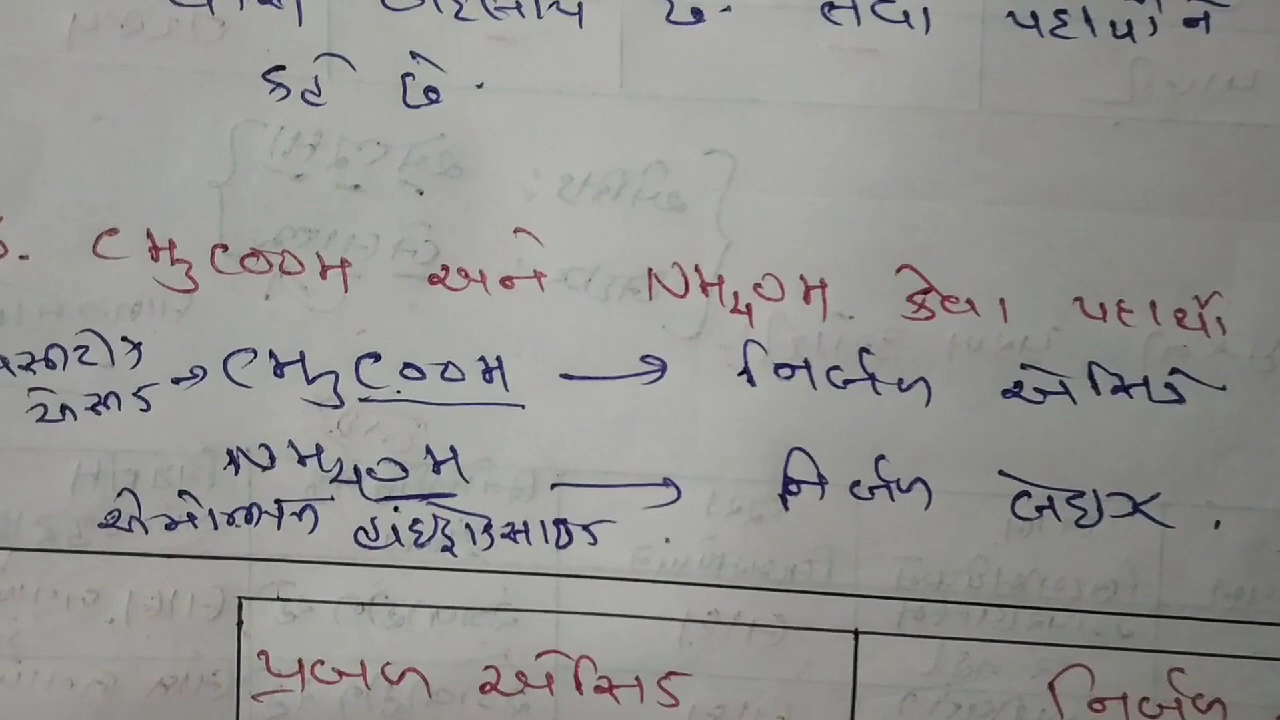 છે. તેવા પદાર્થોને
કહે છે.
CH3COOH અને NH4OH કેવા પદાર્થો
એસીટીક → CH3COOH → નિર્બળ એસિડ
એસીડ
NH4OH → નિર્બળ બેઇઝ.
એમોનિયમ હાઇડ્રોક્સાઇડ.
પ્રબળ એસિડ
નિર્બળ